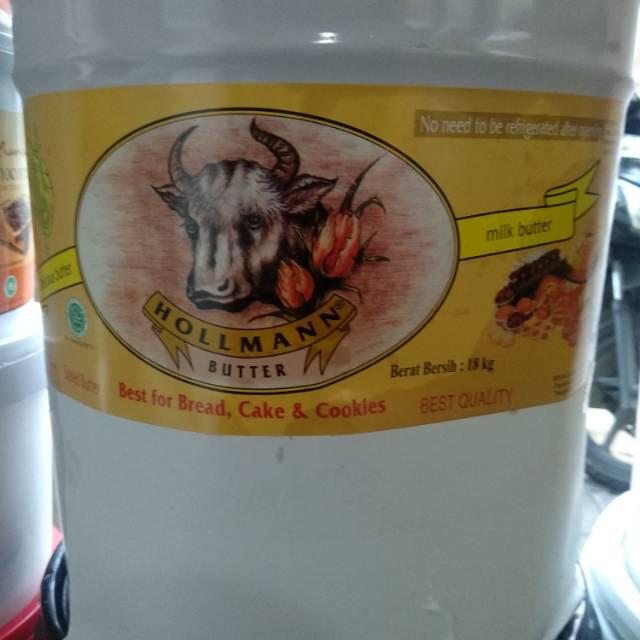 No need to be refrigerated after
milk butter
HOLLMANN
BUTTER
Berat Bersih : 18 kg
Best for Bread, Cake & Cookies
BEST QUALITY